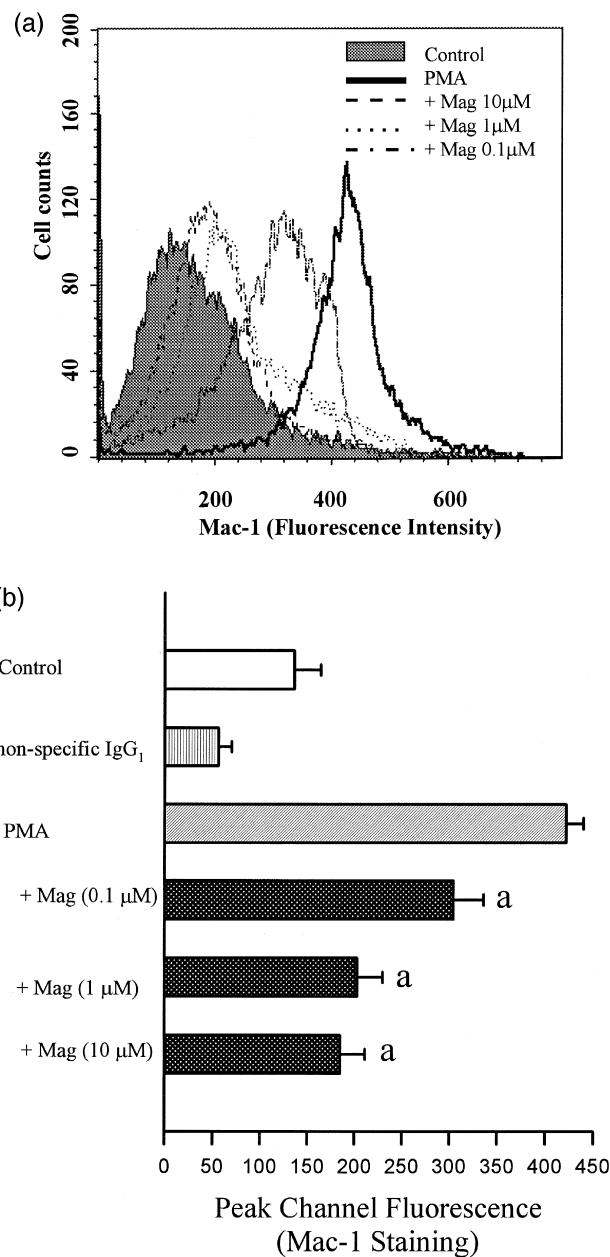 (a)
200
160
120
80
40
0
Cell counts
Control
PMA
+ Mag 10μM
+ Mag 1μM
+ Mag 0.1μM
200 400 600
Mac-1 (Fluorescence Intensity)
(b)
Control
non-specific IgG1
PMA
+ Mag (0.1 μM) a
+ Mag (1 μM) a
+ Mag (10 μM) a
0 50 100 150 200 250 300 350 400 450
Peak Channel Fluorescence
(Mac-1 Staining)